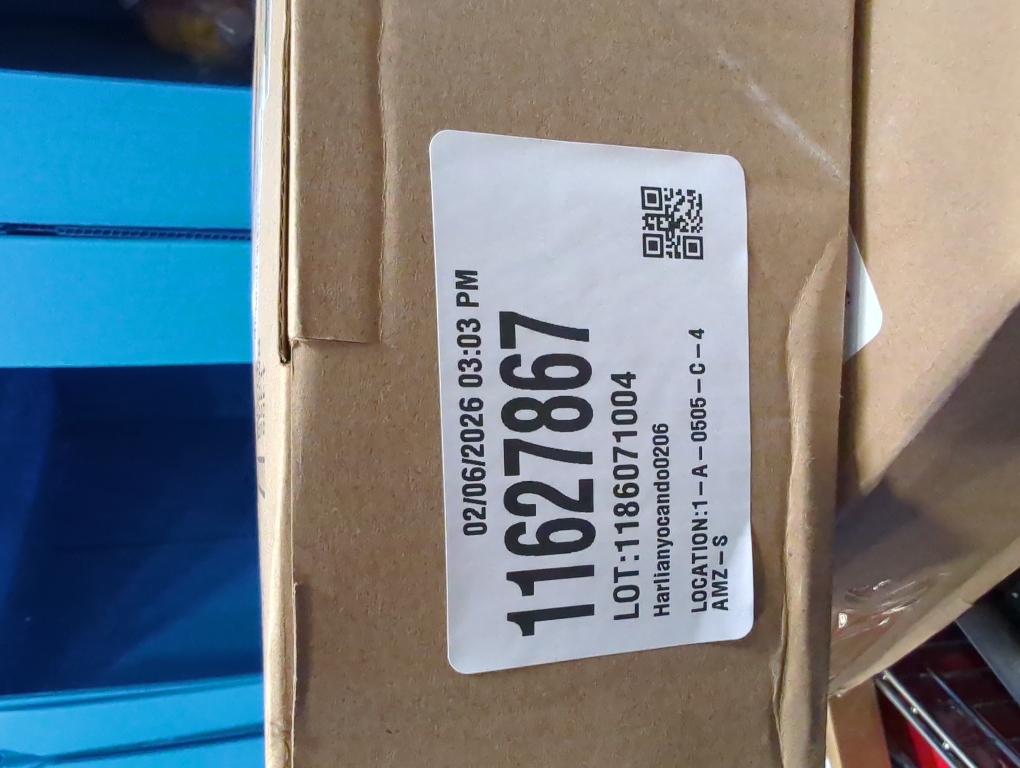 02/06/2026 03:03 PM
11627867
LOT:1186071004
Harlianyocando0206
LOCATION:1-A-0505-C-4
AMZ-S